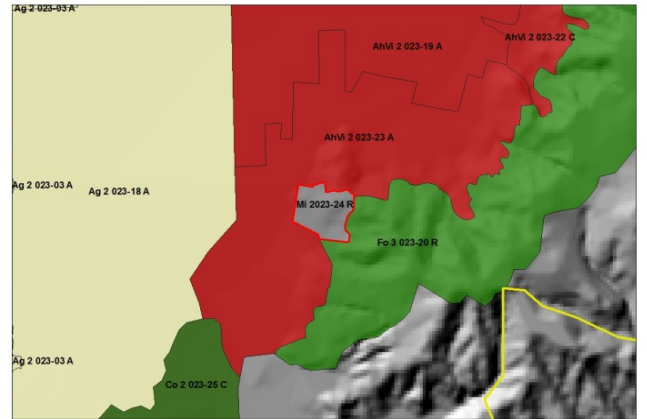 Ag 2 023-03 A
AhVi 2 023-19 A
AhVi 2 023-22 C
AhVi 2 023-23 A
Ag 2 023-03 A
Ag 2 023-18 A
Mi 2023-24 R
Fo 3 023-20 R
Ag 2 023-03 A
Co 2 023-25 C